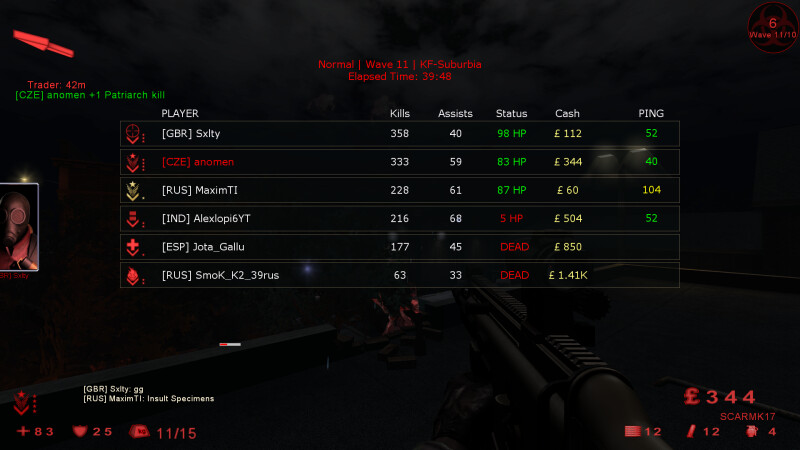 6
Wave 11/10
Normal | Wave 11 | KF-Suburbia
Elapsed Time: 39:48
Trader: 42m
[CZE] anomen +1 Patriarch kill
PLAYER Kills Assists Status Cash PING
[GBR] Sxlty 358 40 98 HP £ 112 52
[CZE] anomen 333 59 83 HP £ 344 40
[RUS] MaximTI 228 61 87 HP £ 60 104
[IND] Alexlopi6YT 216 68 5 HP £ 504 52
[ESP] Jota_Gallu 177 45 DEAD £ 850
[RUS] SmoK_K2_39rus 63 33 DEAD £ 1.41K
[GBR] Sxlty: gg
[RUS] MaximTI: Insult Specimens
£ 344
SCARMK17
83 25 11/15 12 12 4